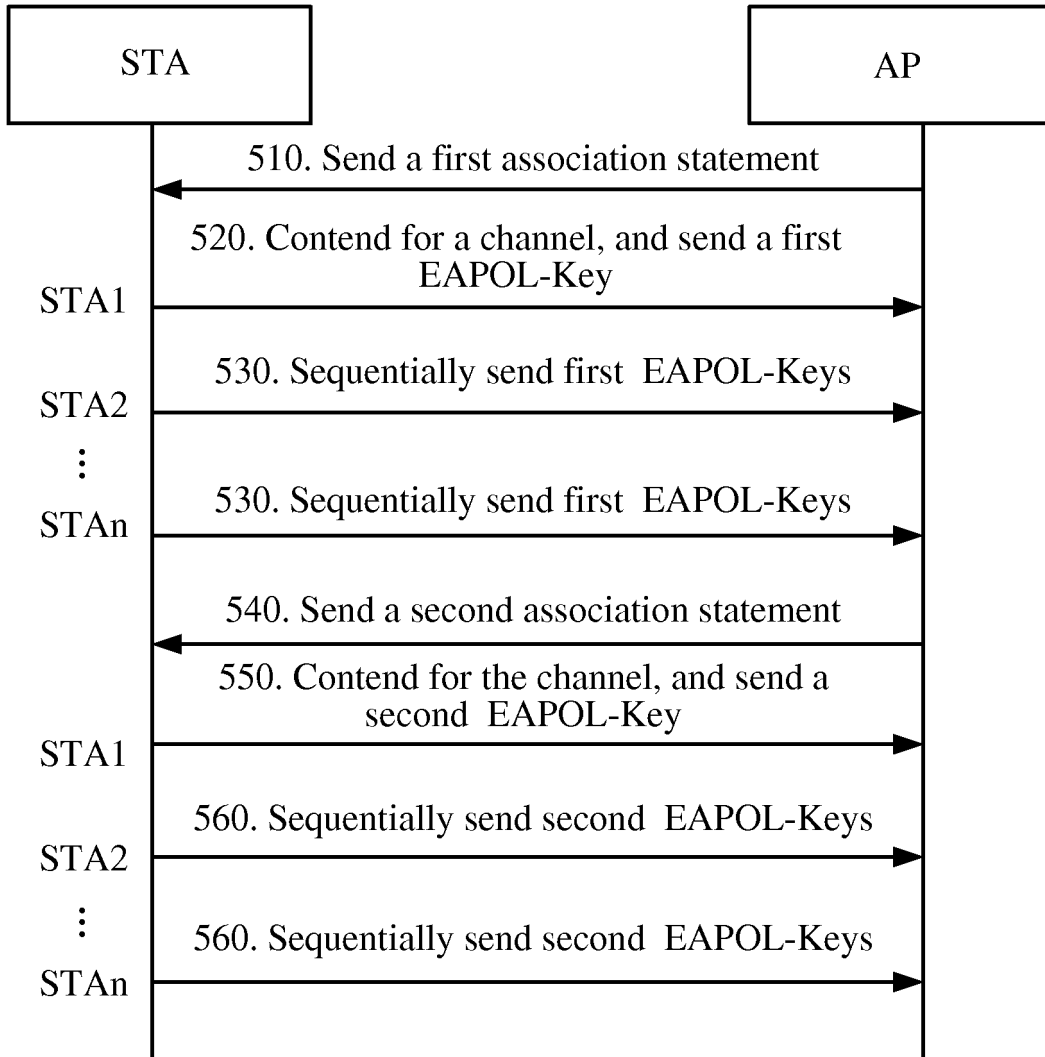 STA
AP
510. Send a first association statement
520. Contend for a channel, and send a first
EAPOL-Key
STA1
530. Sequentially send first EAPOL-Keys
STA2
⋮
530. Sequentially send first EAPOL-Keys
STAn
540. Send a second association statement
550. Contend for the channel, and send a
second EAPOL-Key
STA1
560. Sequentially send second EAPOL-Keys
STA2
⋮
560. Sequentially send second EAPOL-Keys
STAn